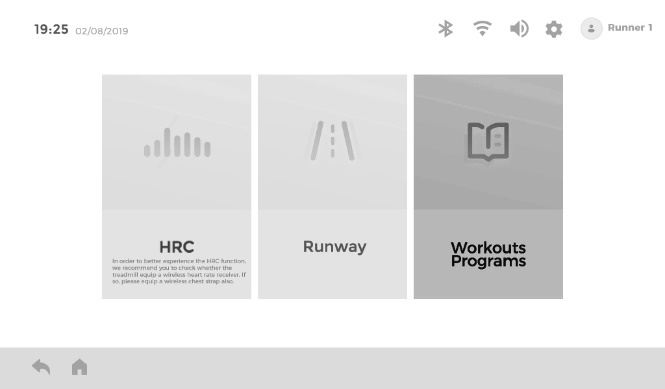 19:25 02/08/2019
Runner 1
HRC
In order to better experience the HRC function,
we recommend you to check whether the
treadmill equip a wireless heart rate receiver. If
so, please equip a wireless chest strap also.
Runway
Workouts
Programs